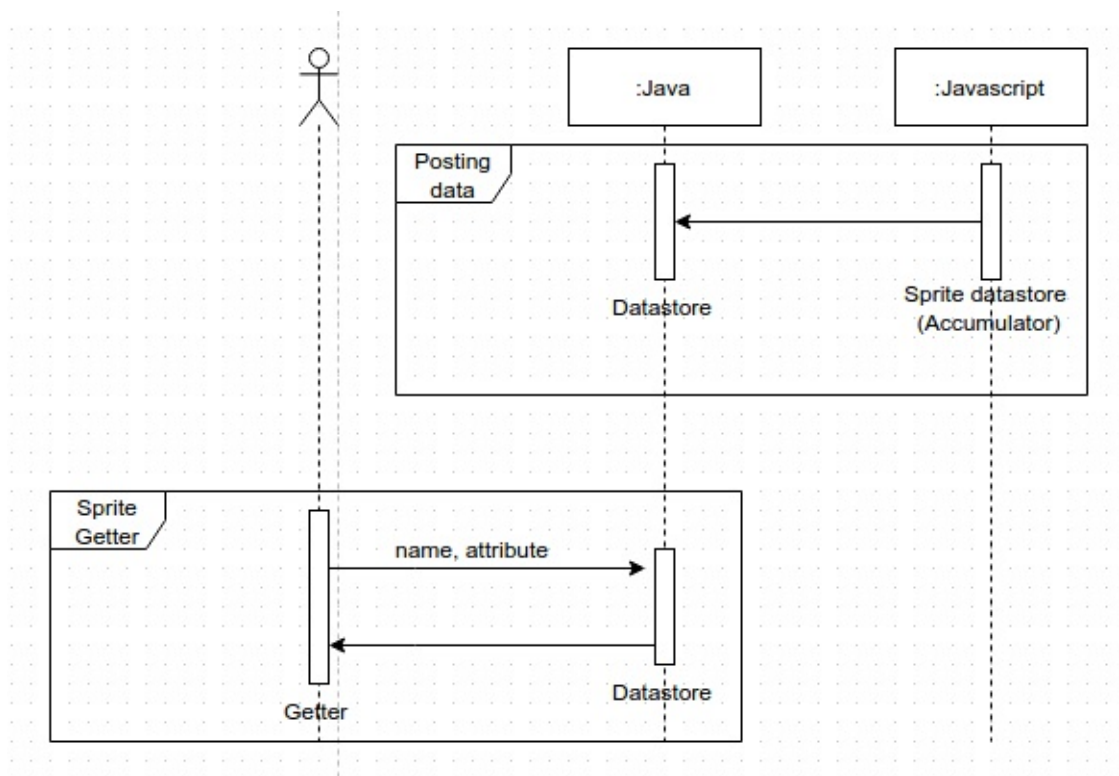 :Java
:Javascript
Posting
data
Datastore
Sprite datastore
(Accumulator)
Sprite
Getter
name, attribute
Getter
Datastore